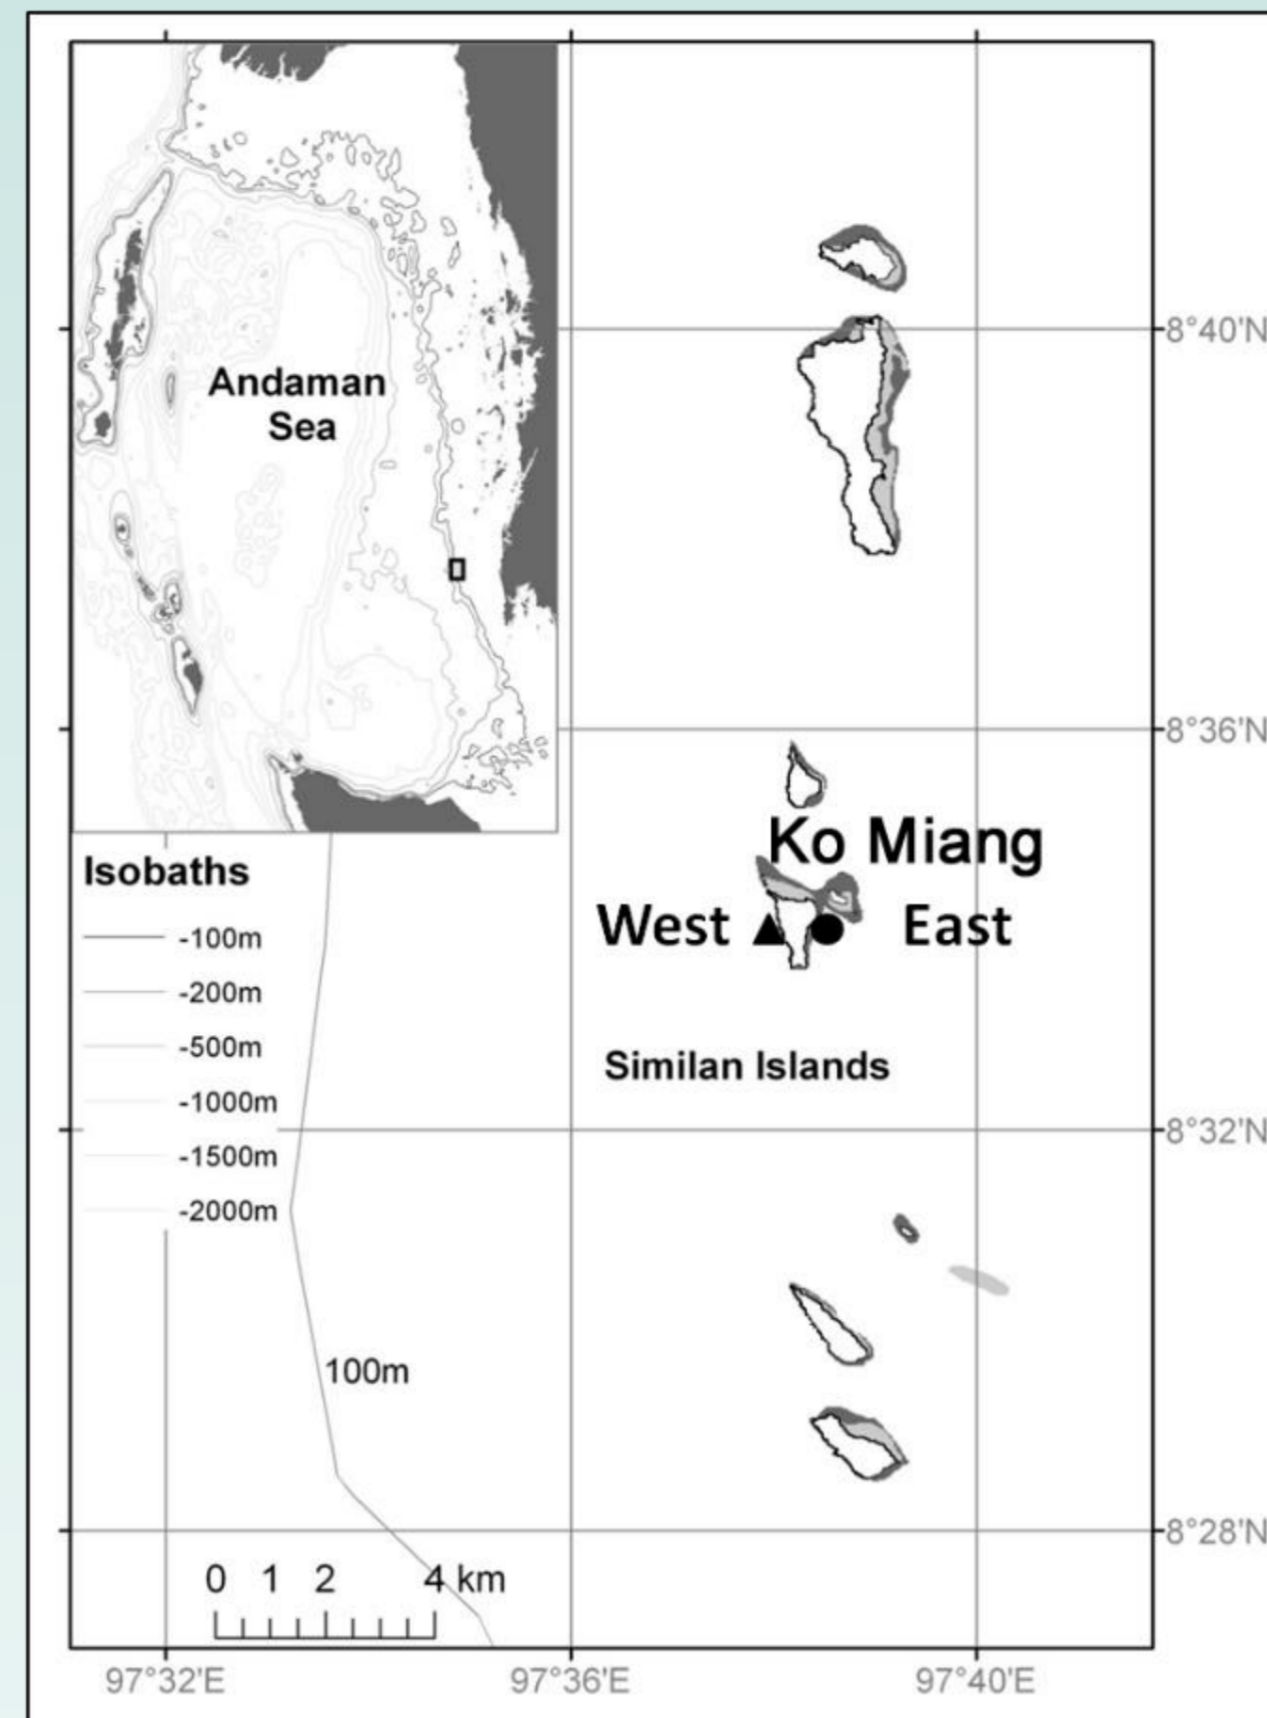 Andaman
Sea
8°40'N
8°36'N
Ko Miang
Isobaths
West
East
-100m
-200m
-500m
Similan Islands
-1000m
8°32'N
-1500m
-2000m
100m
8°28'N
0 1 2 4 km
97°32'E
97°36'E
97°40'E